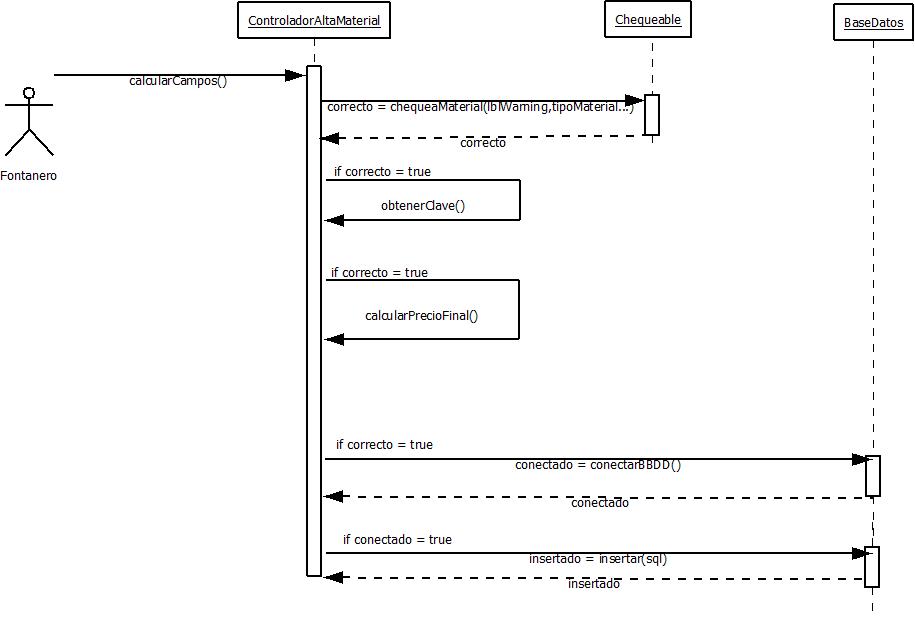 ControladorAltaMaterial
Chequeable
BaseDatos
calcularCampos()
correcto = chequeaMaterial(lblWarning,tipoMaterial...)
correcto
if correcto = true
Fontanero
obtenerClave()
if correcto = true
calcularPrecioFinal()
if correcto = true
conectado = conectarBBDD()
conectado
if conectado = true
insertado = insertar(sql)
insertado